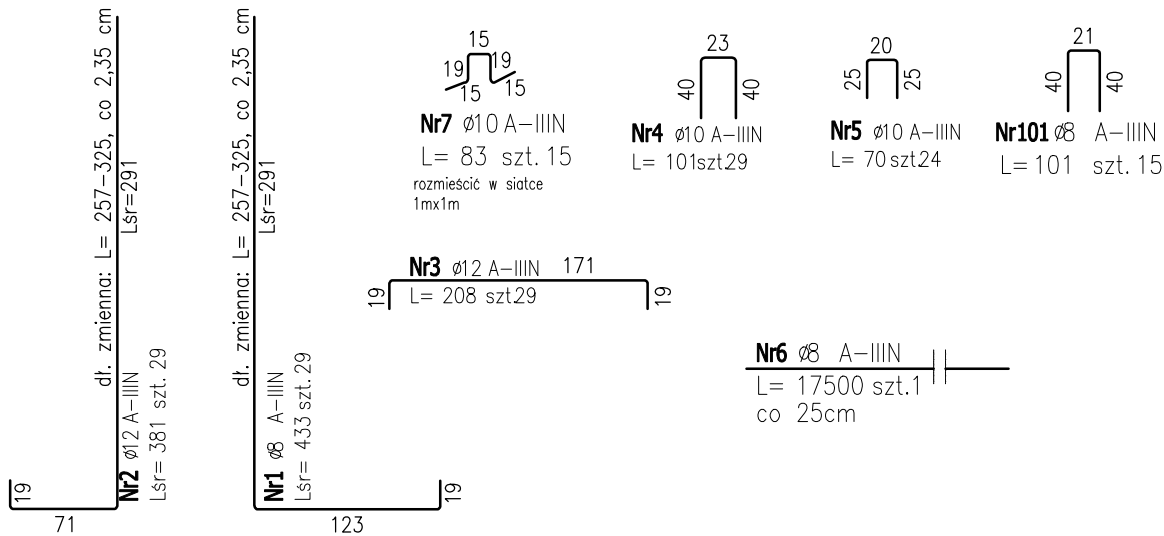 dł. zmienna: L= 257-325, co 2,35 cm
Lśr=291
Nr2 ø12 A-IIIN
Lśr= 381 szt. 29
19
71
dł. zmienna: L= 257-325, co 2,35 cm
Lśr=291
Nr1 ø8 A-IIIN
Lśr= 433 szt. 29
19
123
15
19
19
15
15
Nr7 ø10 A-IIIN
L= 83 szt. 15
rozmieścić w siatce
1mx1m
23
40
40
Nr4 ø10 A-IIIN
L= 101szt.29
20
25
25
Nr5 ø10 A-IIIN
L= 70 szt.24
21
40
40
Nr101 ø8 A-IIIN
L= 101 szt. 15
Nr3 ø12 A-IIIN 171
19
L= 208 szt.29
19
Nr6 ø8 A-IIIN
L= 17500 szt.1
co 25cm